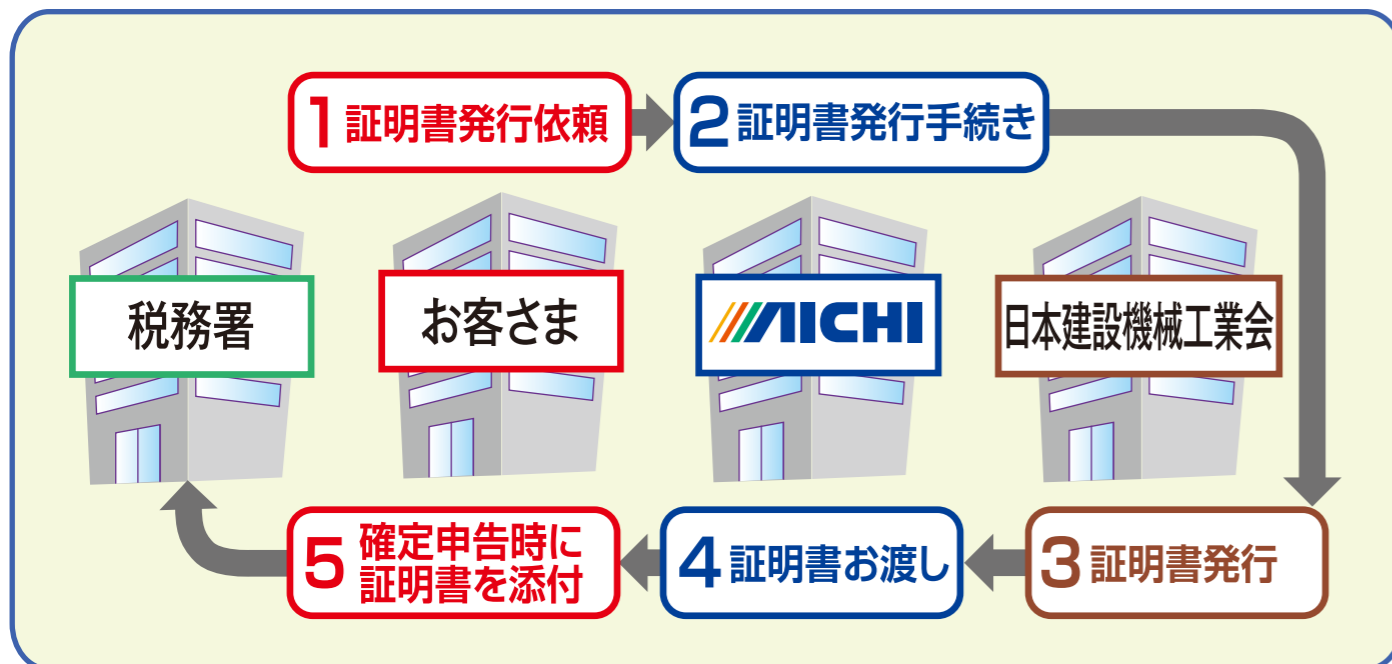 1 証明書発行依頼
2 証明書発行手続き
税務署
お客さま
AICHI
日本建設機械工業会
5 確定申告時に
証明書を添付
4 証明書お渡し
3 証明書発行